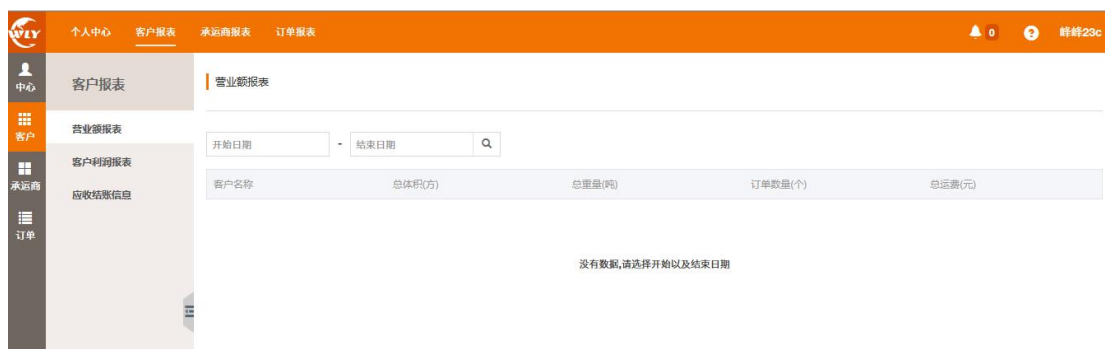 WLY 个人中心 客户报表 承运商报表 订单报表 0 ? 峰峰23c
中心
客户
承运商
订单
客户报表
营业额报表
客户利润报表
应收结账信息
营业额报表
开始日期 - 结束日期
客户名称 总体积(方) 总重量(吨) 订单数量(个) 总运费(元)
没有数据,请选择开始以及结束日期